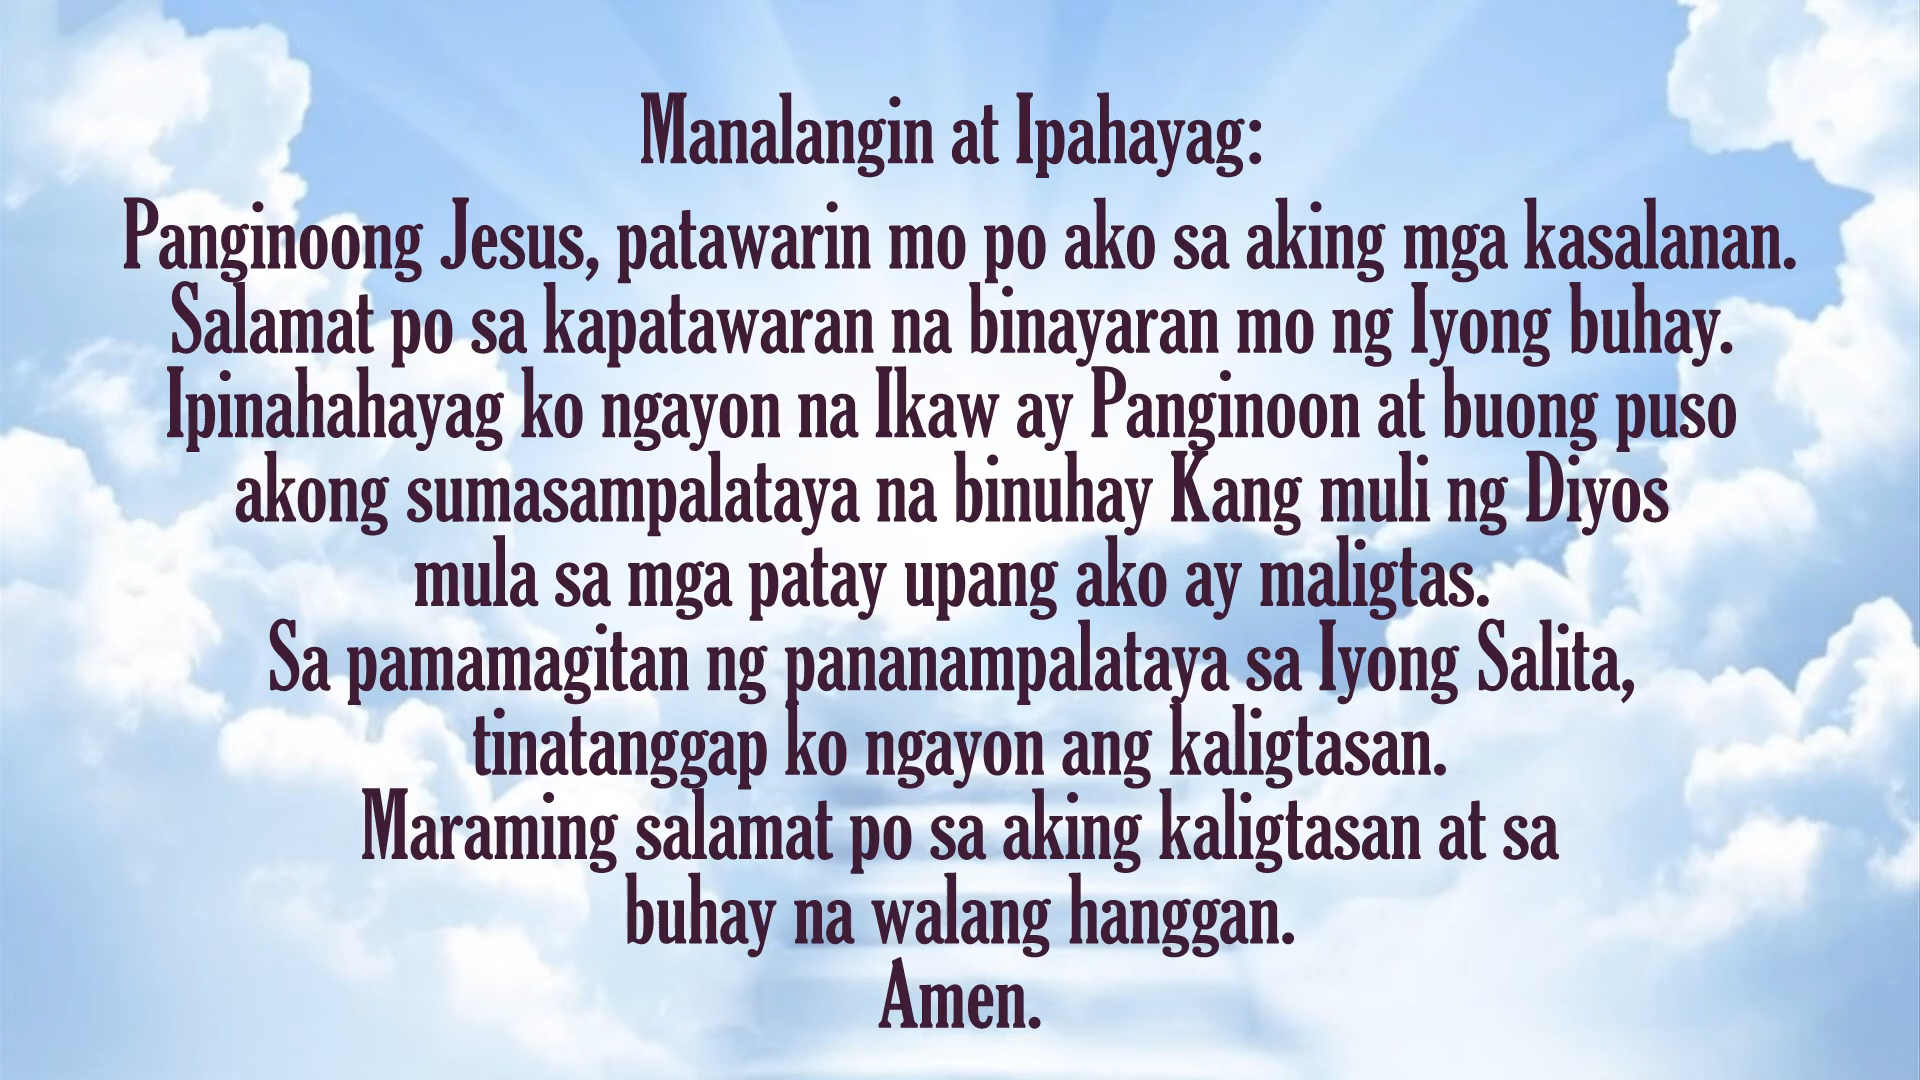 Manalangin at Ipahayag:
Panginoong Jesus, patawarin mo po ako sa aking mga kasalanan.
Salamat po sa kapatawaran na binayaran mo ng Iyong buhay.
Ipinahahayag ko ngayon na Ikaw ay Panginoon at buong puso
akong sumasampalataya na binuhay Kang muli ng Diyos
mula sa mga patay upang ako ay maligtas.
Sa pamamagitan ng pananampalataya sa Iyong Salita,
tinatanggap ko ngayon ang kaligtasan.
Maraming salamat po sa aking kaligtasan at sa
buhay na walang hanggan.
Amen.